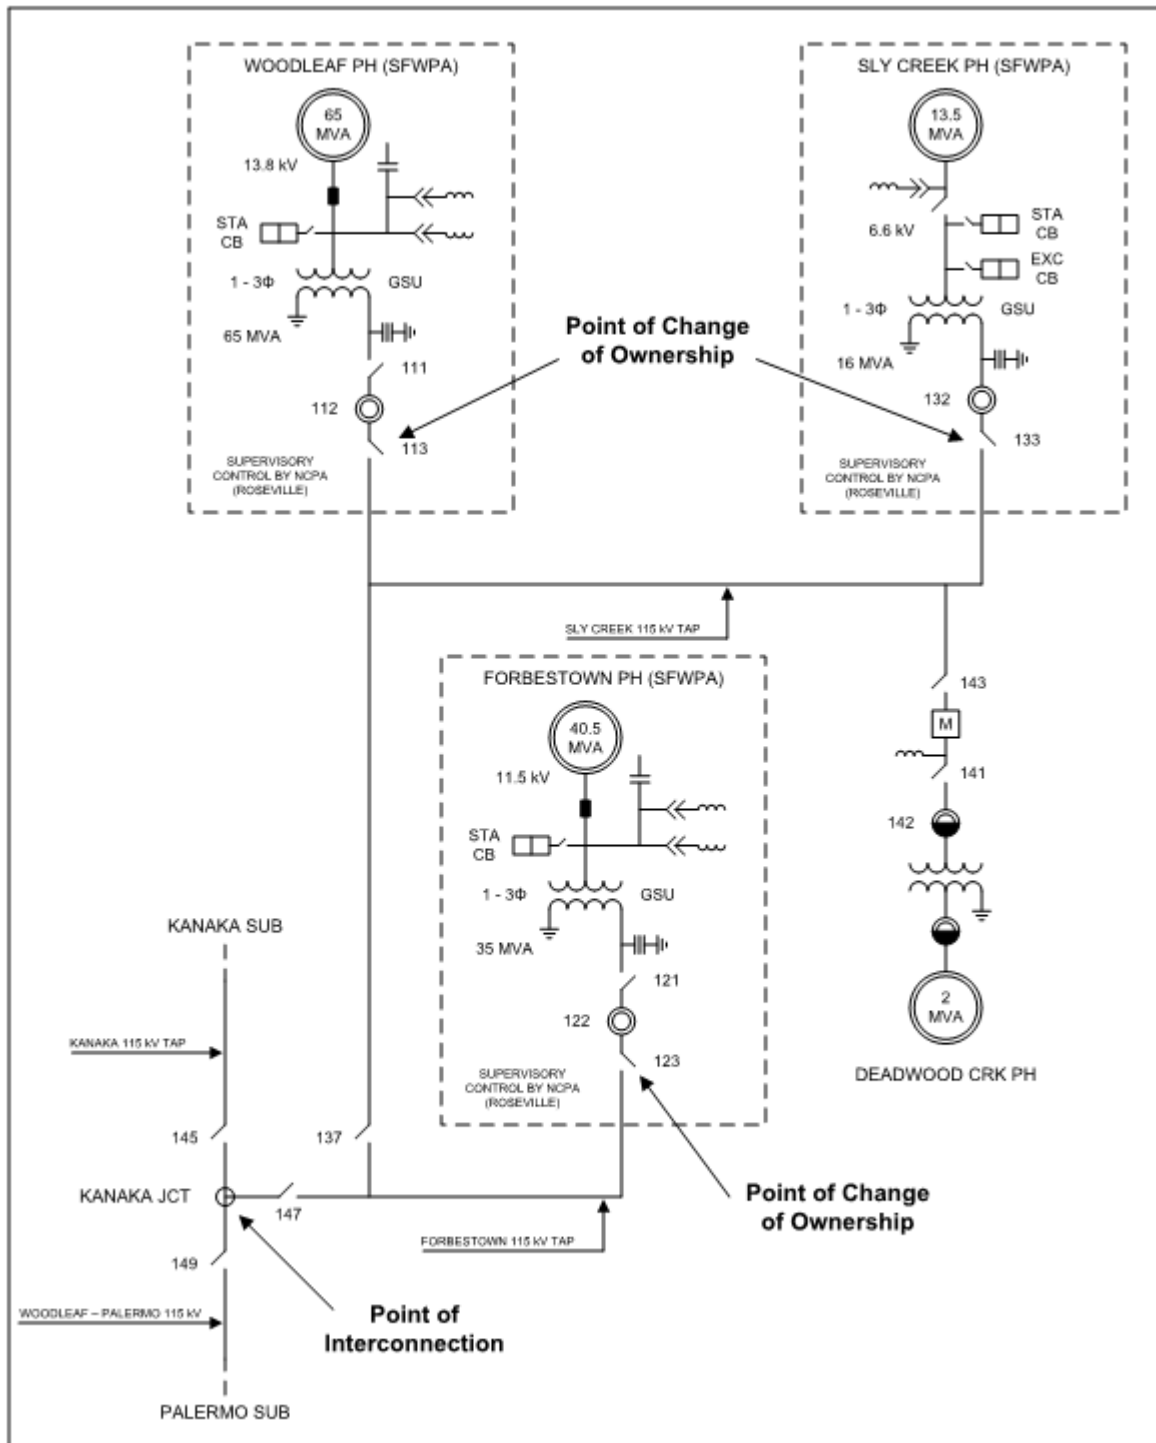 WOODLEAF PH (SFWPA)
65
MVA
13.8 kV
STA
CB
1 - 3Φ
GSU
65 MVA
111
112
113
SUPERVISORY
CONTROL BY NCPA
(ROSEVILLE)
Point of Change
of Ownership
SLY CREEK PH (SFWPA)
13.5
MVA
6.6 kV
STA
CB
EXC
CB
1 - 3Φ
GSU
16 MVA
132
133
SUPERVISORY
CONTROL BY NCPA
(ROSEVILLE)
SLY CREEK 115 kV TAP
FORBESTOWN PH (SFWPA)
40.5
MVA
11.5 kV
STA
CB
1 - 3Φ
GSU
35 MVA
121
122
123
SUPERVISORY
CONTROL BY NCPA
(ROSEVILLE)
143
M
141
142
2
MVA
DEADWOOD CRK PH
KANAKA SUB
KANAKA 115 kV TAP
145
137
KANAKA JCT
147
149
FORBESTOWN 115 kV TAP
Point of Change
of Ownership
WOODLEAF – PALERMO 115 kV
Point of
Interconnection
PALERMO SUB